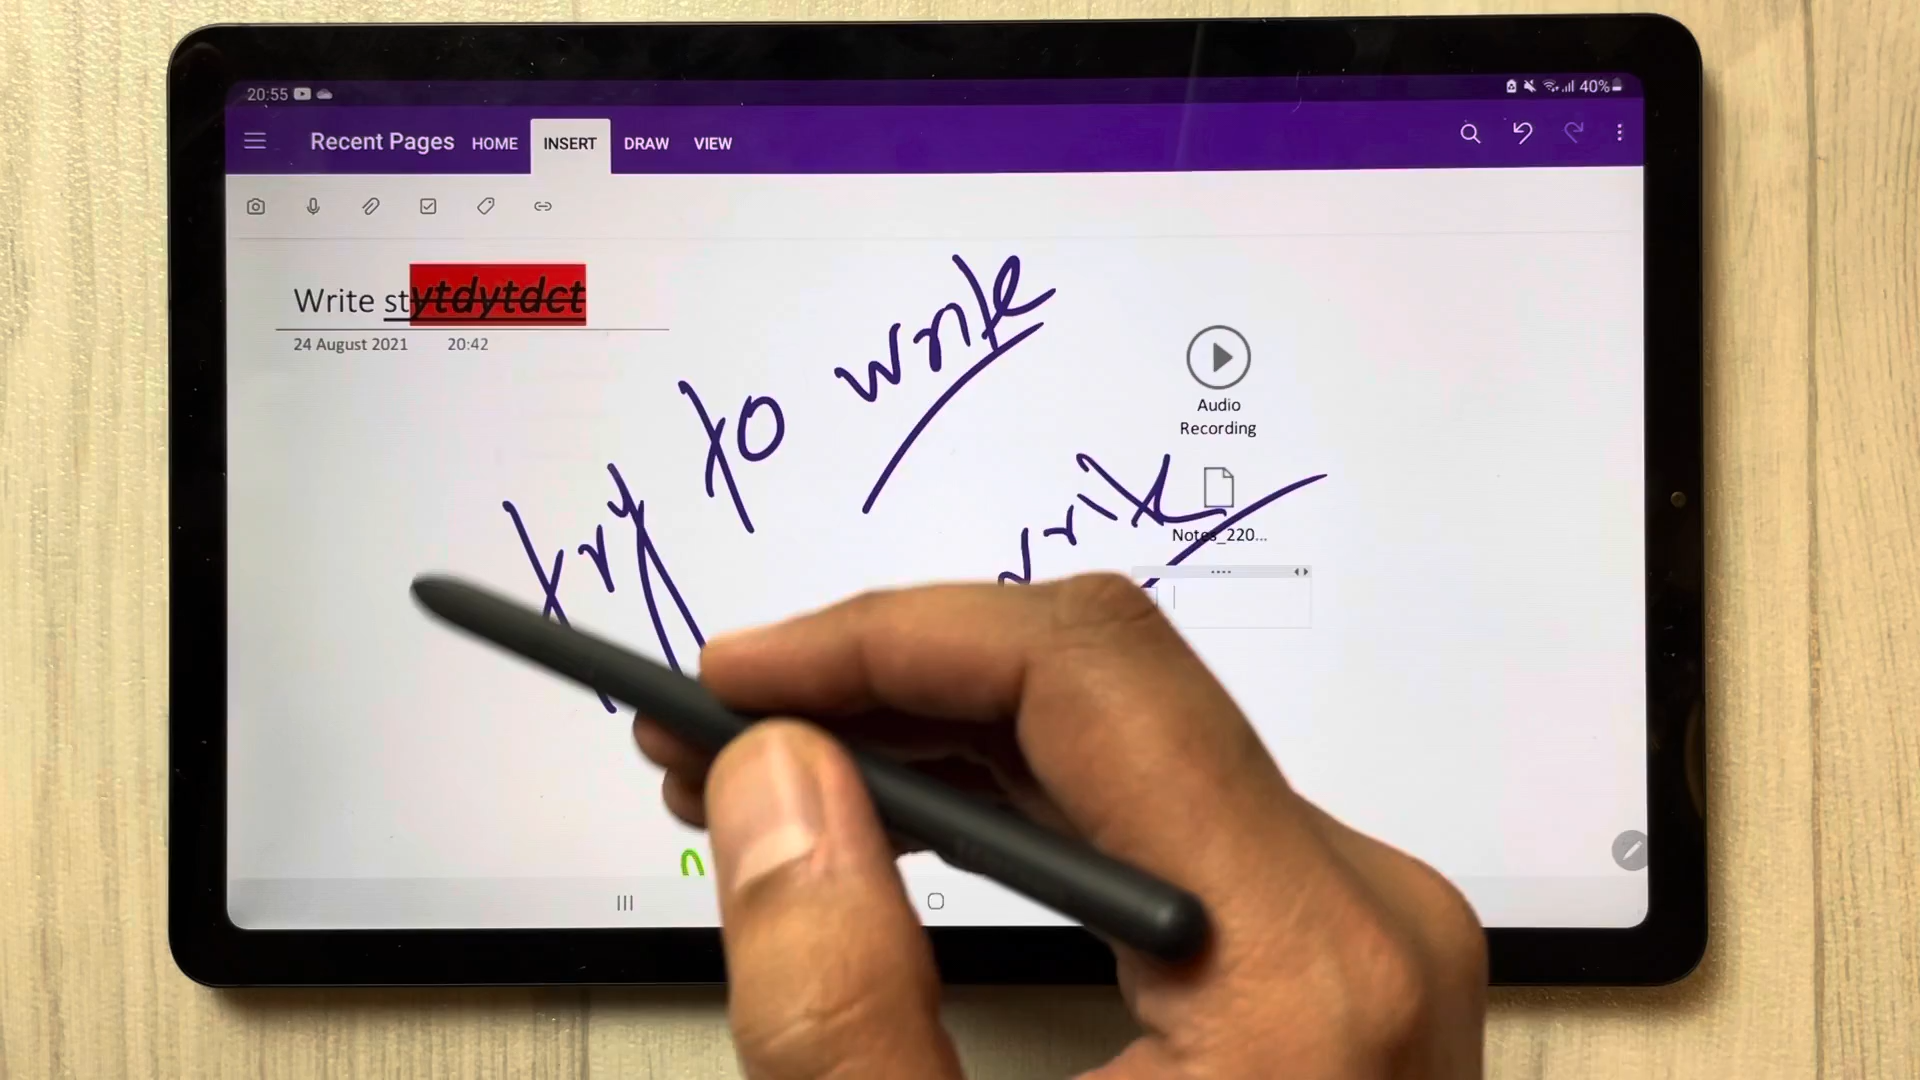 20:55 40%
Recent Pages HOME INSERT DRAW VIEW
Write stytdytdct
24 August 2021 20:42
try to write
Audio
Recording
write
Notes_220...
n